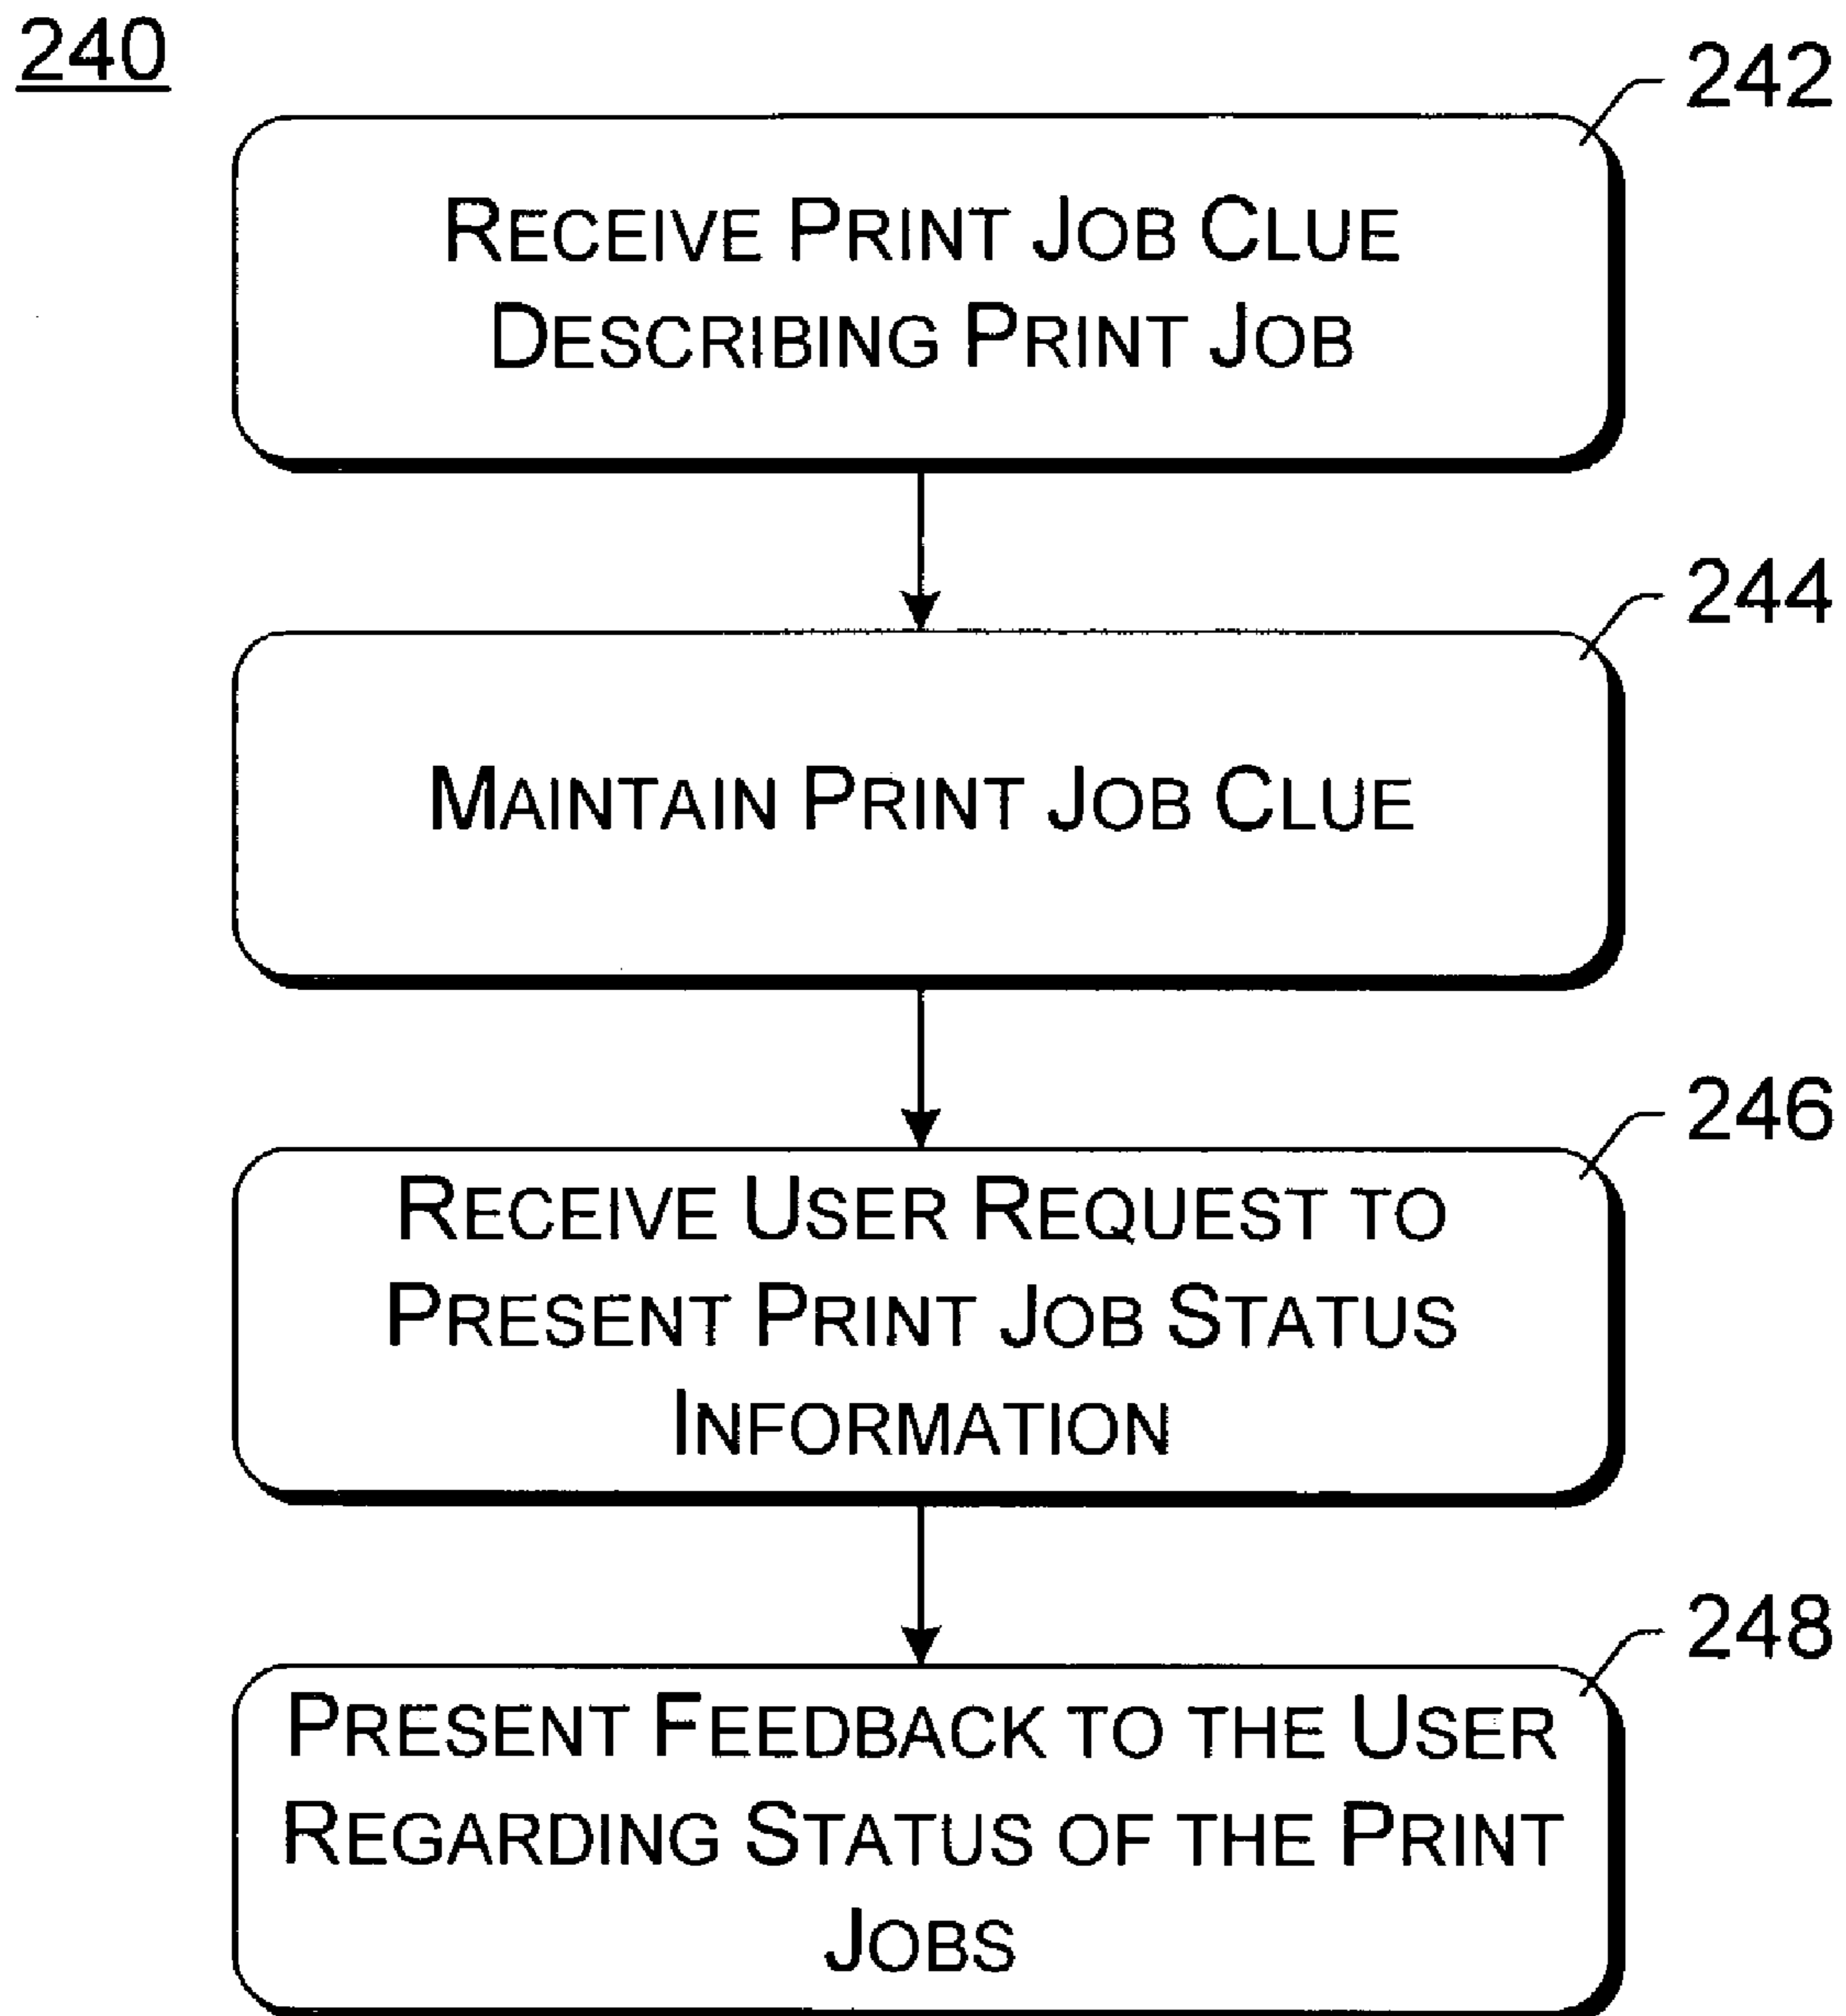 240
242
RECEIVE PRINT JOB CLUE
DESCRIBING PRINT JOB
244
MAINTAIN PRINT JOB CLUE
246
RECEIVE USER REQUEST TO
PRESENT PRINT JOB STATUS
INFORMATION
248
PRESENT FEEDBACK TO THE USER
REGARDING STATUS OF THE PRINT
JOBS